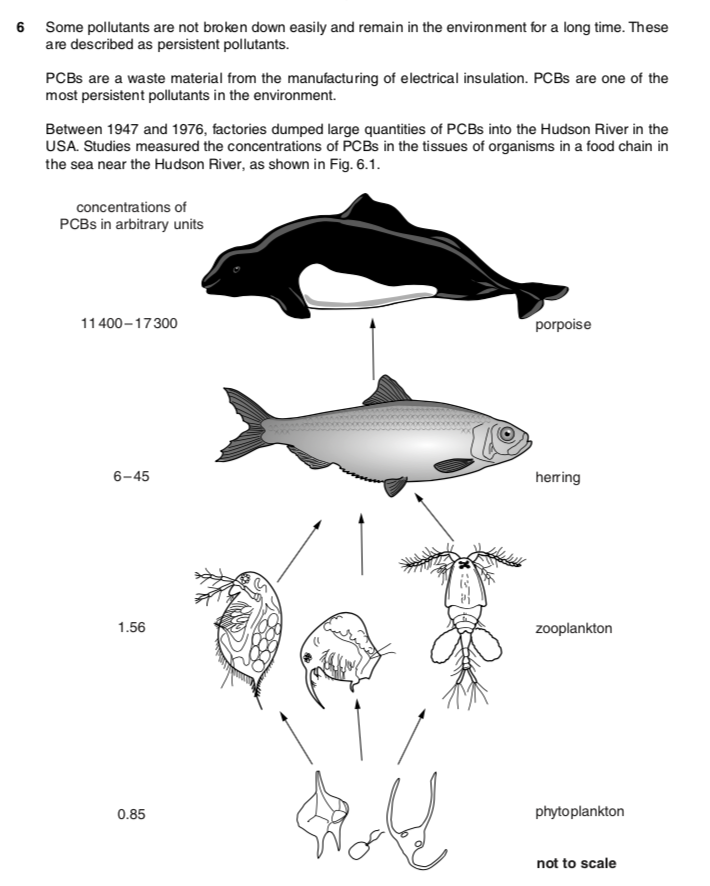 6 Some pollutants are not broken down easily and remain in the environment for a long time. These
are described as persistent pollutants.
PCBs are a waste material from the manufacturing of electrical insulation. PCBs are one of the
most persistent pollutants in the environment.
Between 1947 and 1976, factories dumped large quantities of PCBs into the Hudson River in the
USA. Studies measured the concentrations of PCBs in the tissues of organisms in a food chain in
the sea near the Hudson River, as shown in Fig. 6.1.
concentrations of
PCBs in arbitrary units
11 400–17 300 porpoise
6–45 herring
1.56 zooplankton
0.85 phytoplankton
not to scale